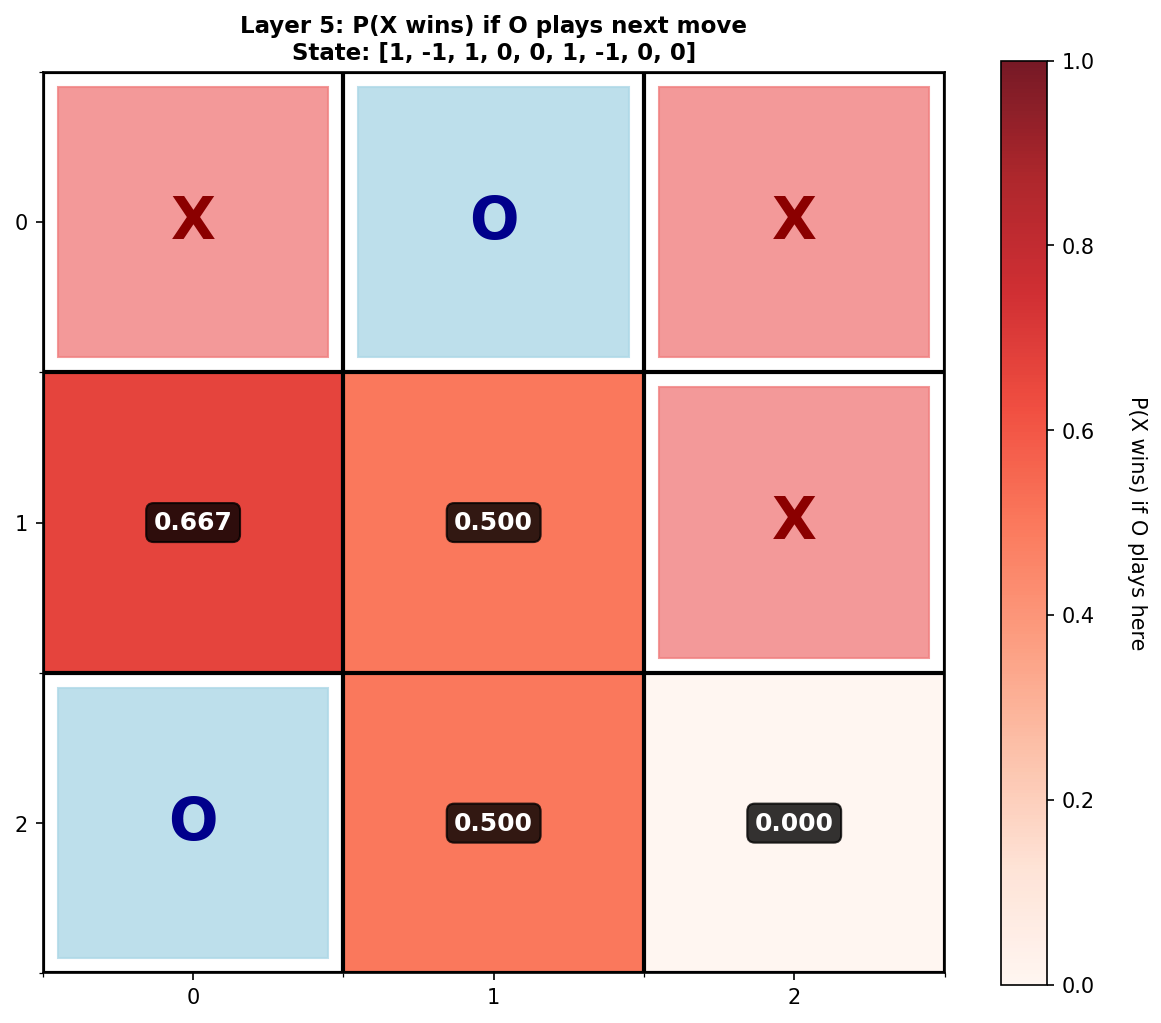 Layer 5: P(X wins) if O plays next move
State: [1, -1, 1, 0, 0, 1, -1, 0, 0]
X O X
0.667 0.500 X
O 0.500 0.000
0
1
2
0 1 2
1.0
0.8
0.6
0.4
0.2
0.0
P(X wins) if O plays here